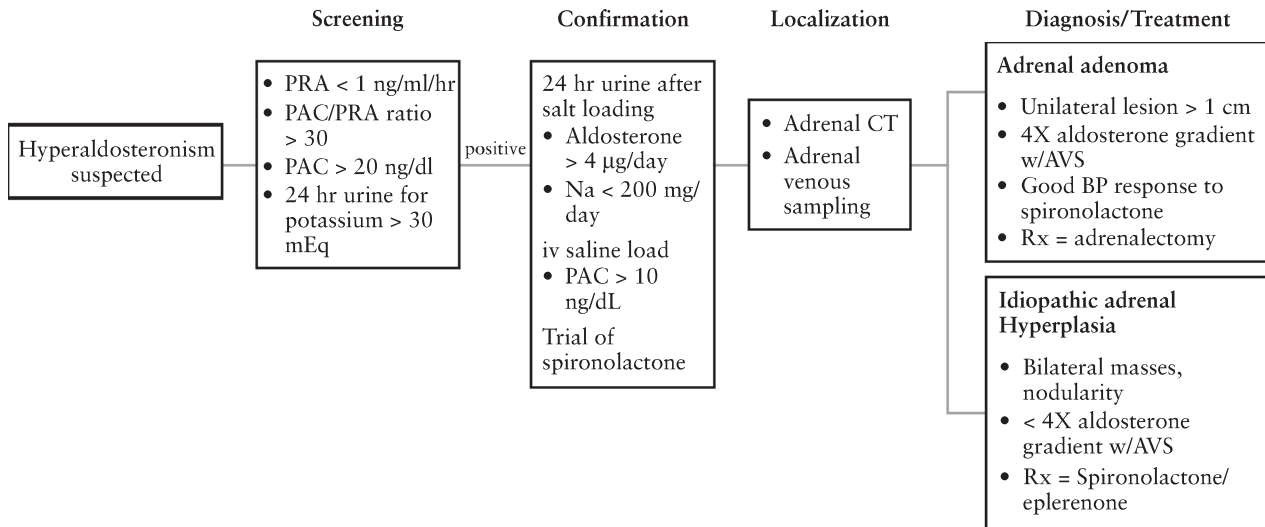 Screening
Confirmation
Localization
Diagnosis/Treatment
Hyperaldosteronism
suspected
• PRA < 1 ng/ml/hr
• PAC/PRA ratio
> 30
• PAC > 20 ng/dl
• 24 hr urine for
potassium > 30
mEq
positive
24 hr urine after
salt loading
• Aldosterone
> 4 μg/day
• Na < 200 mg/
day
iv saline load
• PAC > 10
ng/dL
Trial of
spironolactone
• Adrenal CT
• Adrenal
venous
sampling
Adrenal adenoma
• Unilateral lesion > 1 cm
• 4X aldosterone gradient
w/AVS
• Good BP response to
spironolactone
• Rx = adrenalectomy
Idiopathic adrenal
Hyperplasia
• Bilateral masses,
nodularity
• < 4X aldosterone
gradient w/AVS
• Rx = Spironolactone/
eplerenone